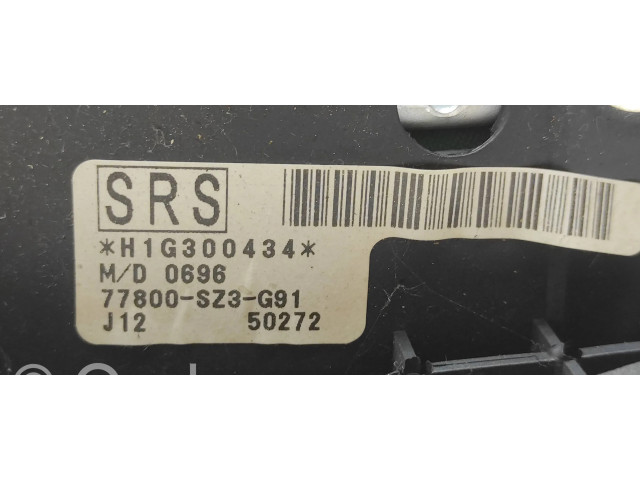 SRS
*H1G300434*
M/D 0696
77800-SZ3-G91
J12 50272